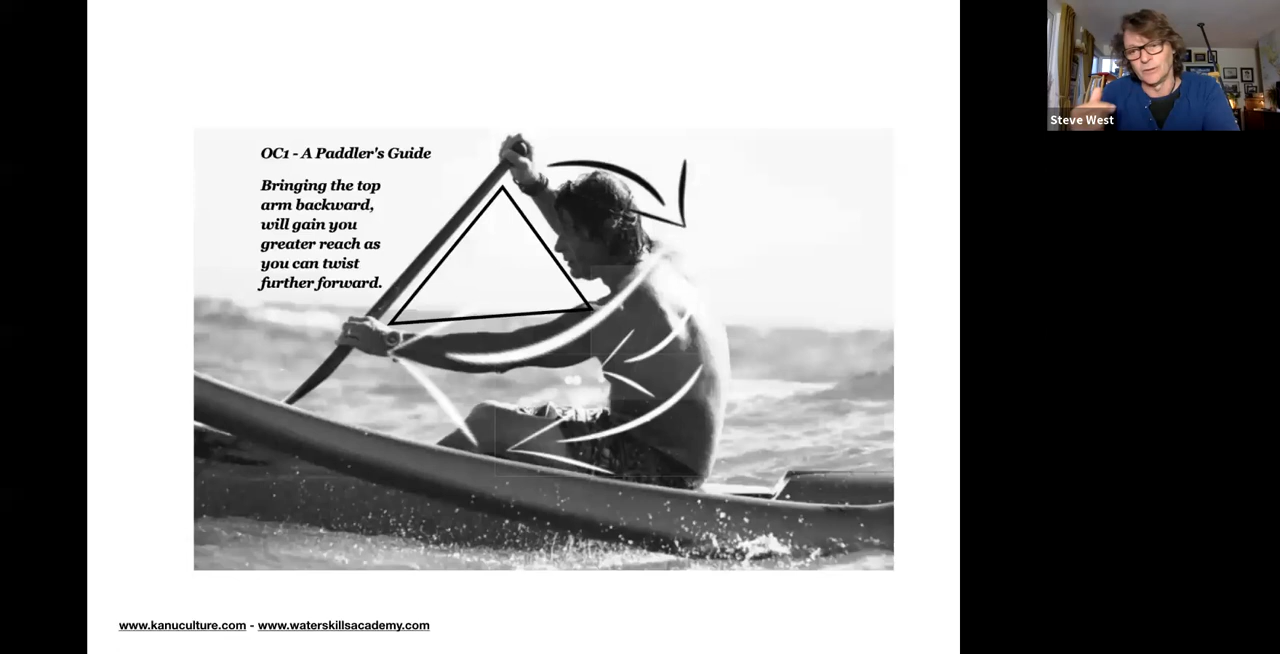 OC1 - A Paddler's Guide
Bringing the top
arm backward,
will gain you
greater reach as
you can twist
further forward.
Steve West
www.kanuculture.com - www.waterskillsacademy.com